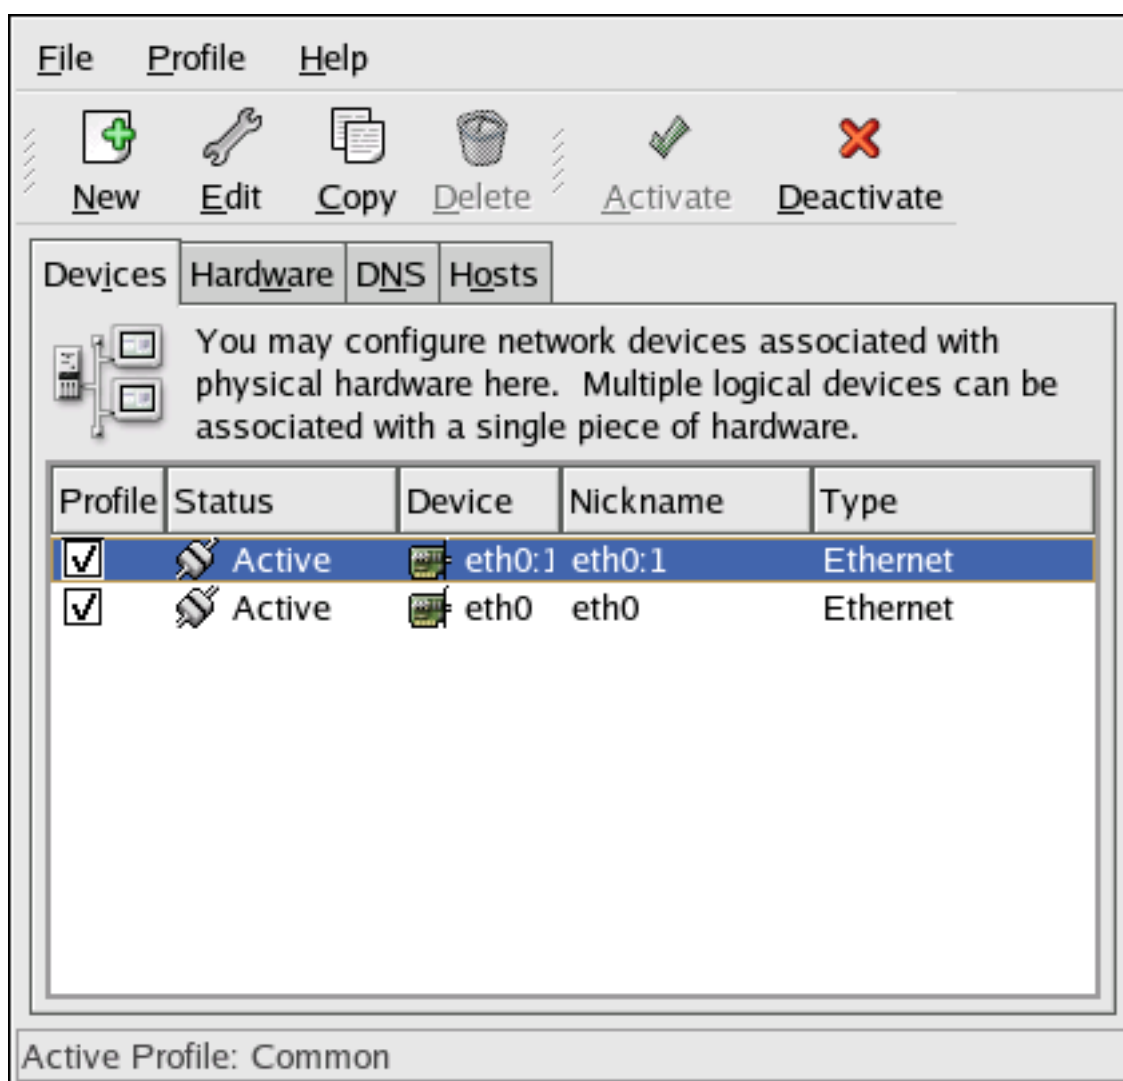 File Profile Help
New Edit Copy Delete Activate Deactivate
Devices Hardware DNS Hosts
You may configure network devices associated with
physical hardware here. Multiple logical devices can be
associated with a single piece of hardware.
Profile Status Device Nickname Type
Active eth0:1 eth0:1 Ethernet
Active eth0 eth0 Ethernet
Active Profile: Common